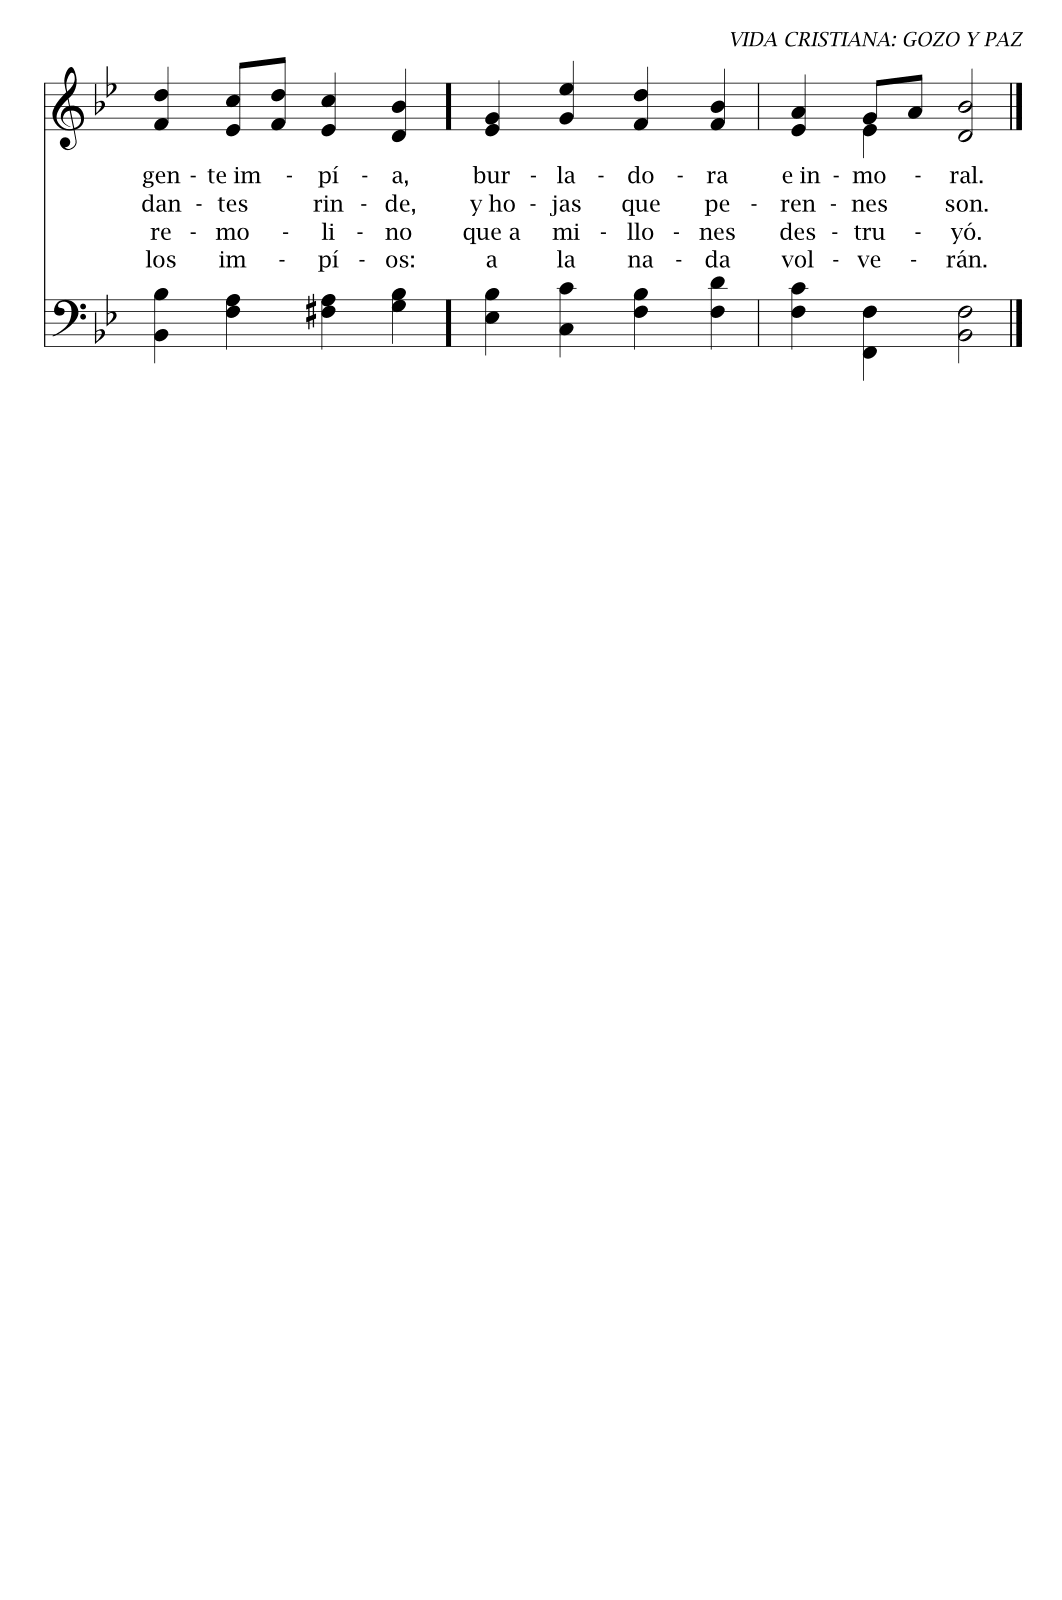 VIDA CRISTIANA: GOZO Y PAZ
gen - te im - pí - a, bur - la - do - ra e in - mo - ral.
dan - tes rin - de, y ho - jas que pe - ren - nes son.
re - mo - li - no que a mi - llo - nes des - tru - yó.
los im - pí - os: a la na - da vol - ve - rán.